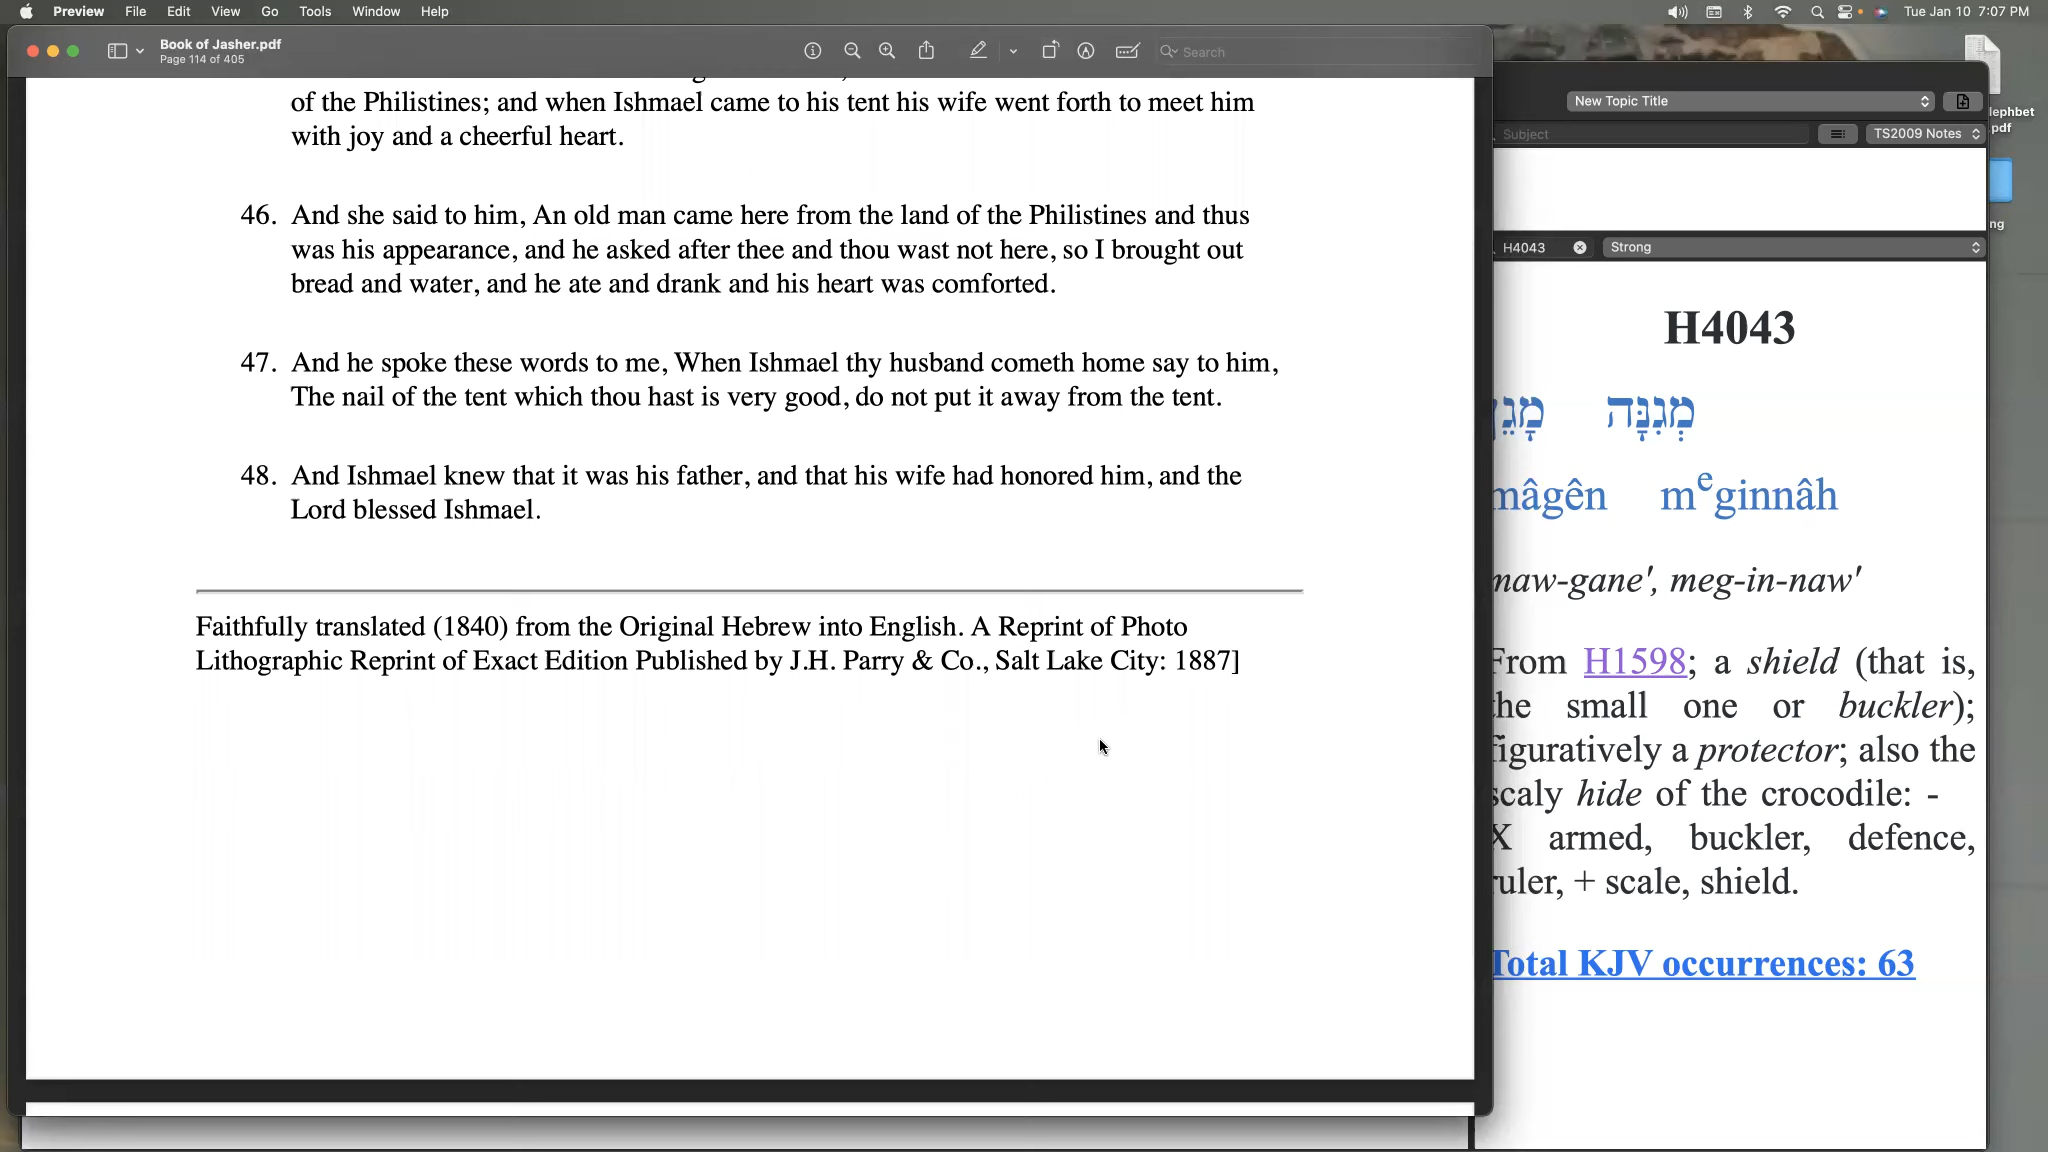 Preview File Edit View Go Tools Window Help
Tue Jan 10 7:07 PM
Book of Jasher.pdf
Page 114 of 405
Search
of the Philistines; and when Ishmael came to his tent his wife went forth to meet him
with joy and a cheerful heart.
46. And she said to him, An old man came here from the land of the Philistines and thus
was his appearance, and he asked after thee and thou wast not here, so I brought out
bread and water, and he ate and drank and his heart was comforted.
47. And he spoke these words to me, When Ishmael thy husband cometh home say to him,
The nail of the tent which thou hast is very good, do not put it away from the tent.
48. And Ishmael knew that it was his father, and that his wife had honored him, and the
Lord blessed Ishmael.
Faithfully translated (1840) from the Original Hebrew into English. A Reprint of Photo
Lithographic Reprint of Exact Edition Published by J.H. Parry & Co., Salt Lake City: 1887]
New Topic Title
Subject
TS2009 Notes
H4043
Strong
H4043
מְגִנָּה
mâgên mᵉginnâh
maw-gane', meg-in-naw'
From H1598; a shield (that is,
the small one or buckler);
figuratively a protector; also the
scaly hide of the crocodile: -
X armed, buckler, defence,
ruler, + scale, shield.
Total KJV occurrences: 63
lephbet
pdf
ng